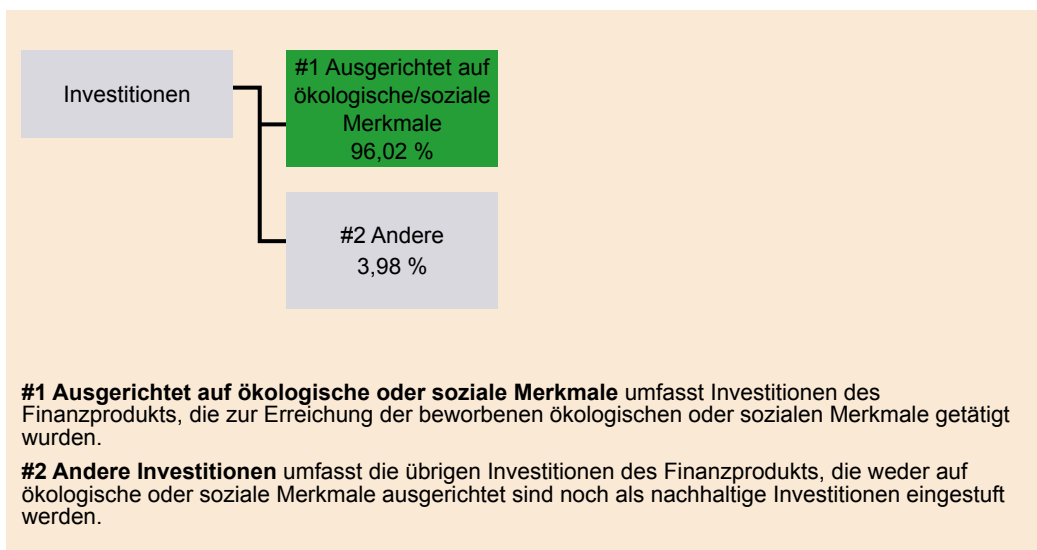 Investitionen
#1 Ausgerichtet auf
ökologische/soziale
Merkmale
96,02 %
#2 Andere
3,98 %
#1 Ausgerichtet auf ökologische oder soziale Merkmale umfasst Investitionen des
Finanzprodukts, die zur Erreichung der beworbenen ökologischen oder sozialen Merkmale getätigt
wurden.
#2 Andere Investitionen umfasst die übrigen Investitionen des Finanzprodukts, die weder auf
ökologische oder soziale Merkmale ausgerichtet sind noch als nachhaltige Investitionen eingestuft
werden.